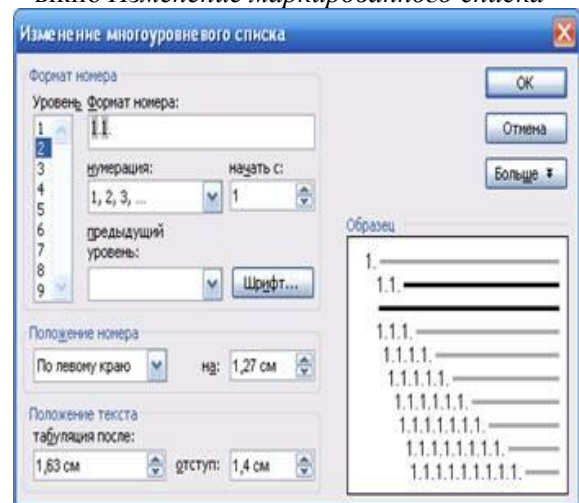 Изменение маркированного списка
Изменение многоуровневого списка
Формат номера
Уровень Формат номера:
1
2
3
4
5
6
7
8
9
1.1.
нумерация:
начать с:
1, 2, 3, ...
1
предыдущий
уровень:
Шрифт...
Положение номера
По левому краю
на:
1,27 см
Положение текста
табуляция после:
1,63 см
отступ:
1,4 см
ОК
Отмена
Больше
Образец
1.
1.1.
1.1.1.
1.1.1.1.
1.1.1.1.1.
1.1.1.1.1.1.
1.1.1.1.1.1.1.
1.1.1.1.1.1.1.1.
1.1.1.1.1.1.1.1.1.